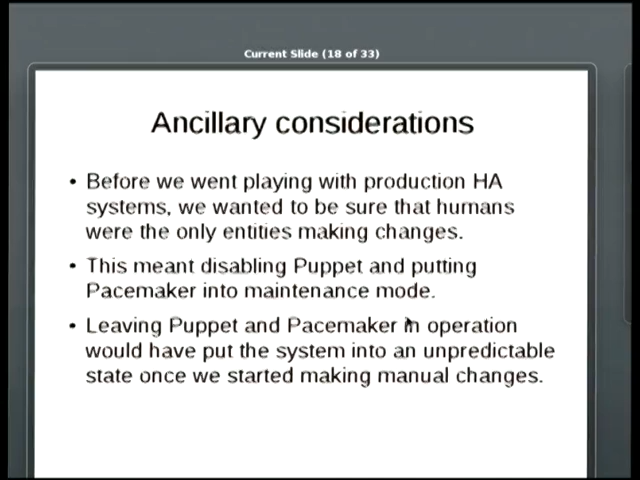 Current Slide (18 of 33)
Ancillary considerations
• Before we went playing with production HA
systems, we wanted to be sure that humans
were the only entities making changes.
• This meant disabling Puppet and putting
Pacemaker into maintenance mode.
• Leaving Puppet and Pacemaker in operation
would have put the system into an unpredictable
state once we started making manual changes.